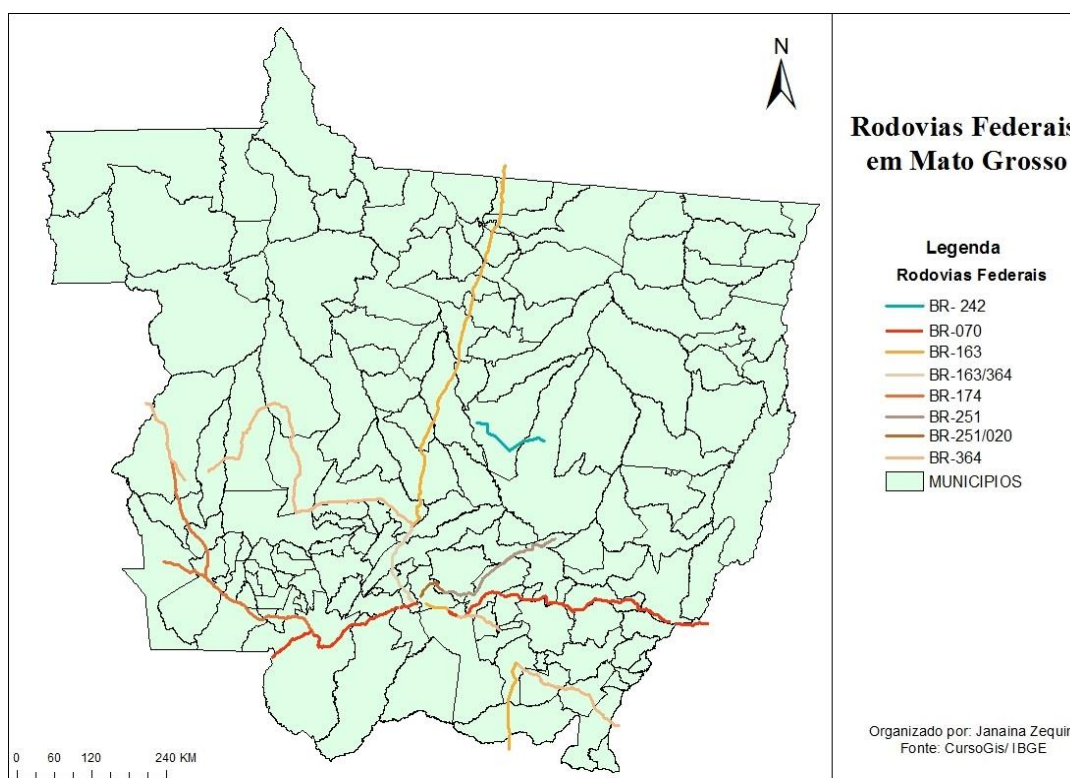 N
Rodovias Federais
em Mato Grosso
Legenda
Rodovias Federais
BR- 242
BR-070
BR-163
BR-163/364
BR-174
BR-251
BR-251/020
BR-364
MUNICIPIOS
0 60 120 240 KM
Organizado por: Janaina Zequin
Fonte: CursoGis/ IBGE